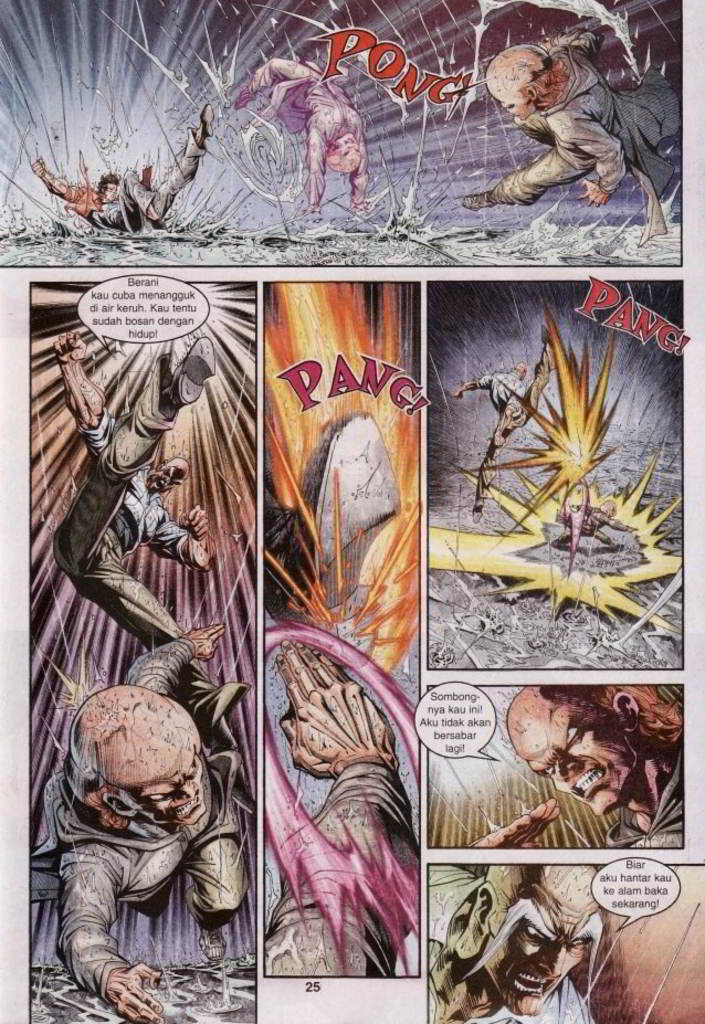 PONG!
Berani
kau cuba menangguk
di air keruh. Kau tentu
sudah bosan dengan
hidup!
PANG!
PANG!
Sombong-
nya kau ini!
Aku tidak akan
bersabar
lagi!
Biar
aku hantar kau
ke alam baka
sekarang!
25